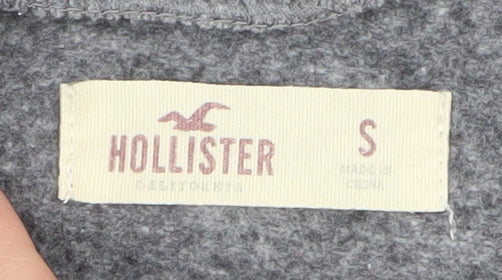 HOLLISTER
CALIFORNIA
S
MADE IN
CHINA